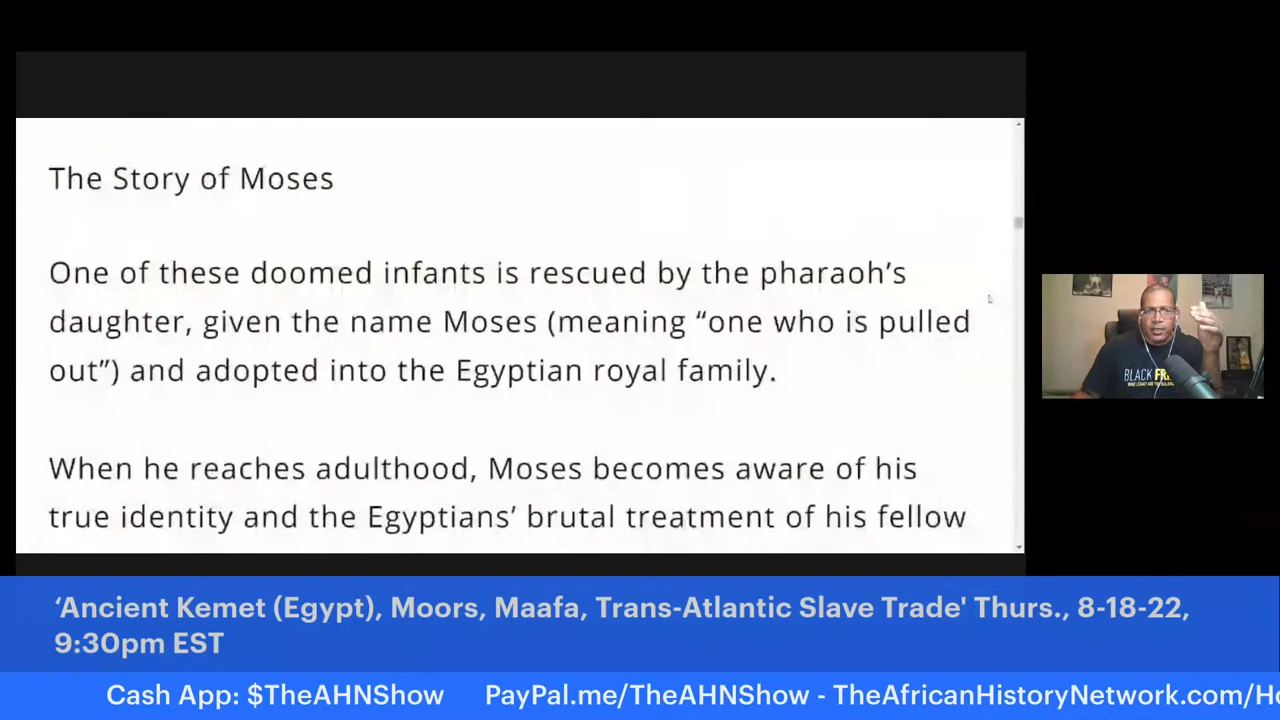 The Story of Moses
One of these doomed infants is rescued by the pharaoh’s
daughter, given the name Moses (meaning “one who is pulled
out”) and adopted into the Egyptian royal family.
When he reaches adulthood, Moses becomes aware of his
true identity and the Egyptians’ brutal treatment of his fellow
BLACK FR
‘Ancient Kemet (Egypt), Moors, Maafa, Trans-Atlantic Slave Trade' Thurs., 8-18-22,
9:30pm EST
Cash App: $TheAHNShow PayPal.me/TheAHNShow - TheAfricanHistoryNetwork.com/Ho